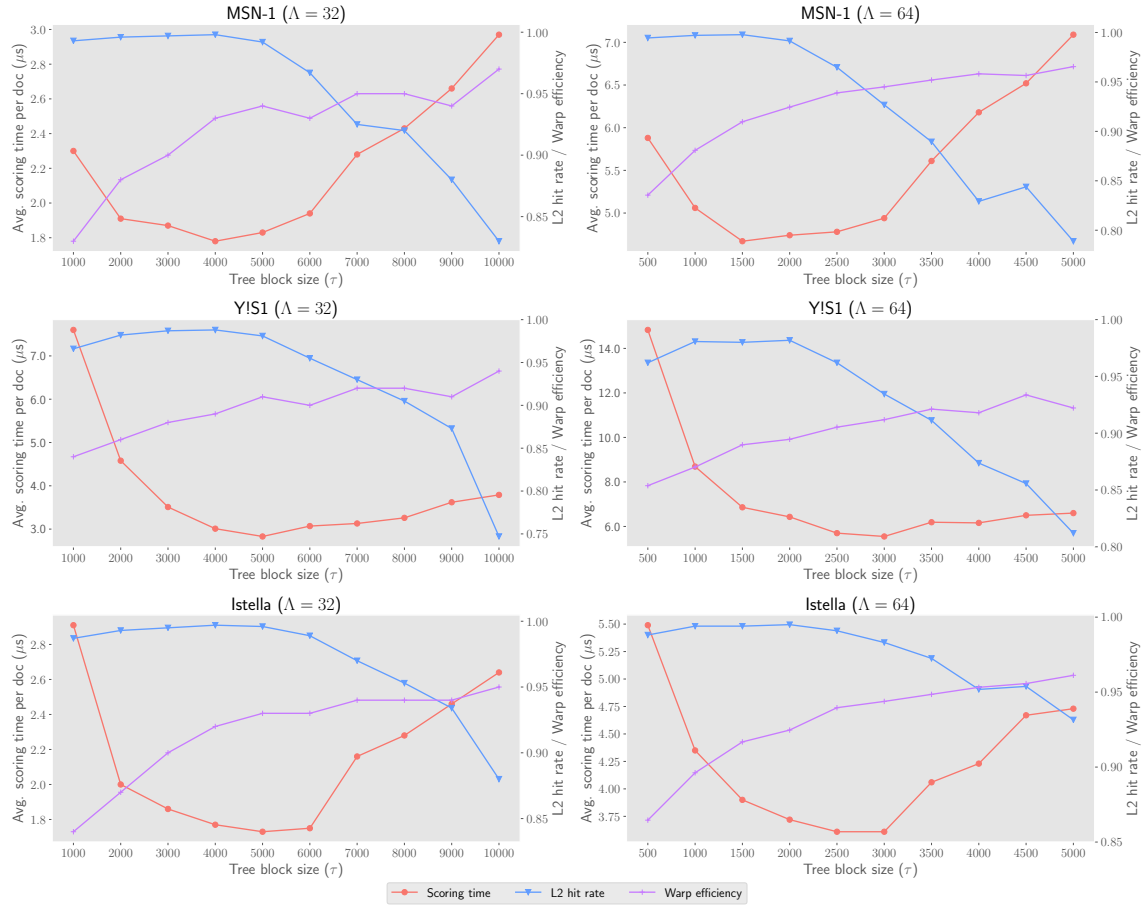 MSN-1 (Λ = 32)
Avg. scoring time per doc (μs)
3.0
2.8
2.6
2.4
2.2
2.0
1.8
1.00
0.95
0.90
0.85
L2 hit rate / Warp efficiency
1000 2000 3000 4000 5000 6000 7000 8000 9000 10000
Tree block size (τ)
MSN-1 (Λ = 64)
Avg. scoring time per doc (μs)
7.0
6.5
6.0
5.5
5.0
1.00
0.95
0.90
0.85
0.80
L2 hit rate / Warp efficiency
500 1000 1500 2000 2500 3000 3500 4000 4500 5000
Tree block size (τ)
Y!S1 (Λ = 32)
Avg. scoring time per doc (μs)
7.0
6.0
5.0
4.0
3.0
1.00
0.95
0.90
0.85
0.80
0.75
L2 hit rate / Warp efficiency
1000 2000 3000 4000 5000 6000 7000 8000 9000 10000
Tree block size (τ)
Y!S1 (Λ = 64)
Avg. scoring time per doc (μs)
14.0
12.0
10.0
8.0
6.0
1.00
0.95
0.90
0.85
0.80
L2 hit rate / Warp efficiency
500 1000 1500 2000 2500 3000 3500 4000 4500 5000
Tree block size (τ)
Istella (Λ = 32)
Avg. scoring time per doc (μs)
2.8
2.6
2.4
2.2
2.0
1.8
1.00
0.95
0.90
0.85
L2 hit rate / Warp efficiency
1000 2000 3000 4000 5000 6000 7000 8000 9000 10000
Tree block size (τ)
Istella (Λ = 64)
Avg. scoring time per doc (μs)
5.50
5.25
5.00
4.75
4.50
4.25
4.00
3.75
1.00
0.95
0.90
0.85
L2 hit rate / Warp efficiency
500 1000 1500 2000 2500 3000 3500 4000 4500 5000
Tree block size (τ)
Scoring time L2 hit rate Warp efficiency